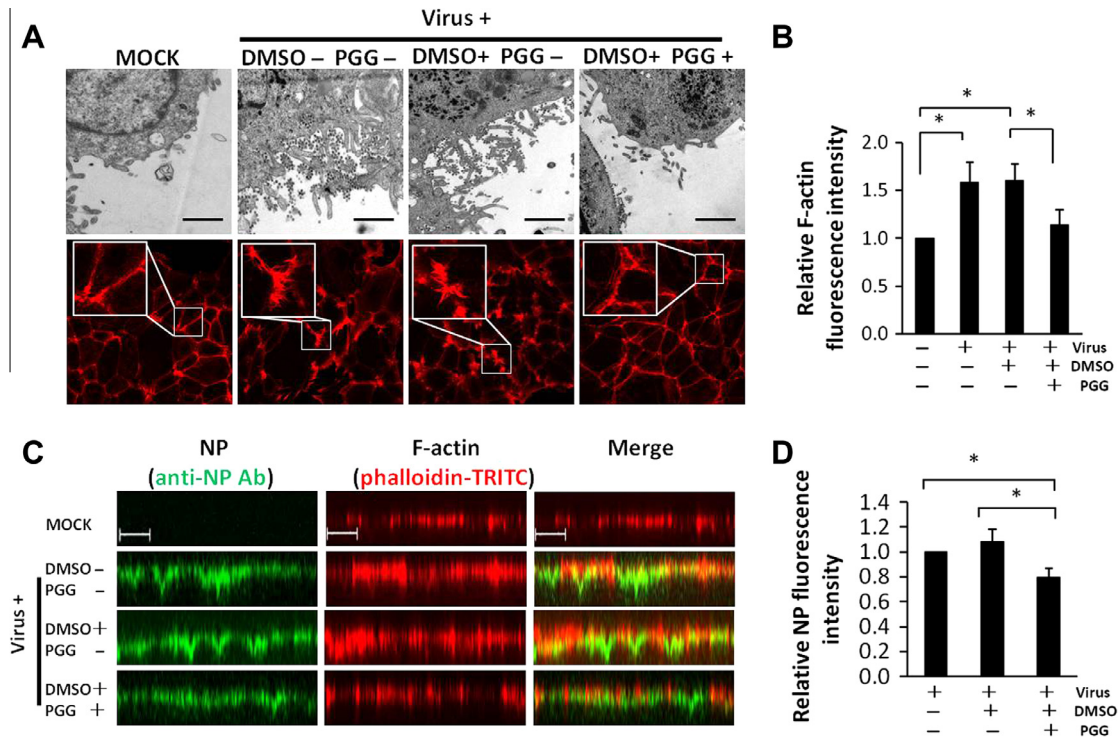 A
Virus +
MOCK
DMSO – PGG –
DMSO+ PGG –
DMSO+ PGG +
B
Relative F-actin
fluorescence intensity
2.0
1.5
1.0
0.5
0.0
*
*
*
– + + + Virus
– – + + DMSO
– – – + PGG
C
NP
(anti-NP Ab)
F-actin
(phalloidin-TRITC)
Merge
MOCK
Virus +
DMSO –
PGG –
DMSO +
PGG –
DMSO +
PGG +
D
Relative NP fluorescence
intensity
1.4
1.2
1.0
0.8
0.6
0.4
0.2
0.0
*
*
+ + + Virus
– + + DMSO
– – + PGG